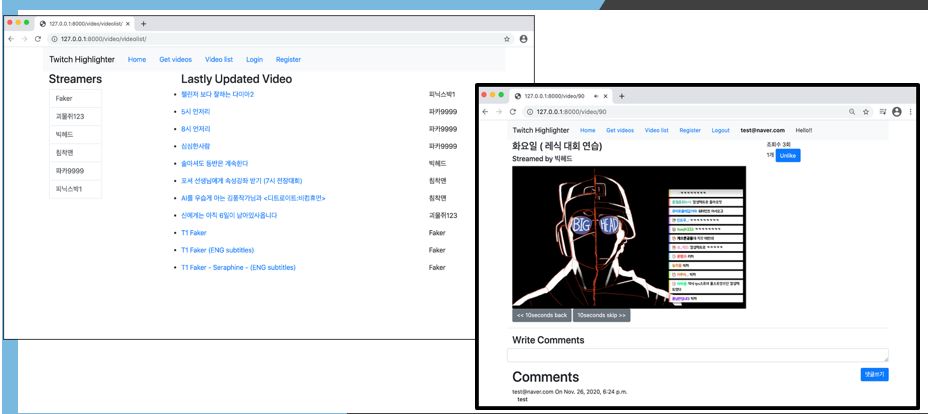 127.0.0.1:8000/video/videolist/
127.0.0.1:8000/video/videolist/
Twitch Highlighter Home Get videos Video list Login Register
Streamers
Faker
괴물쥐123
빅헤드
침착맨
파카9999
피닉스박1
Lastly Updated Video
챌린저 보다 잘하는 다이아2 피닉스박1
5시 언저리 파카9999
8시 언저리 파카9999
심심한사람 파카9999
술마셔도 등반은 계속한다 빅헤드
포셔 선생님에게 속성강좌 받기 (7시 전장대회) 침착맨
AI를 우습게 아는 김풍작가님과 <디트로이트:비컴휴먼> 침착맨
신에게는 아직 6일이 남아있사옵니다 괴물쥐123
T1 Faker Faker
T1 Faker (ENG subtitles) Faker
T1 Faker - Seraphine - (ENG subtitles) Faker
127.0.0.1:8000/video/90
127.0.0.1:8000/video/90
Twitch Highlighter Home Get videos Video list Register Logout test@naver.com Hello!!
화요일 ( 레식 대회 연습)
Streamed by 빅헤드
조회수 3회
1개 Unlike
BIG HEAD
<< 10seconds back 10seconds skip >>
Write Comments
댓글쓰기
Comments
test@naver.com On Nov. 26, 2020, 6:24 p.m.
test